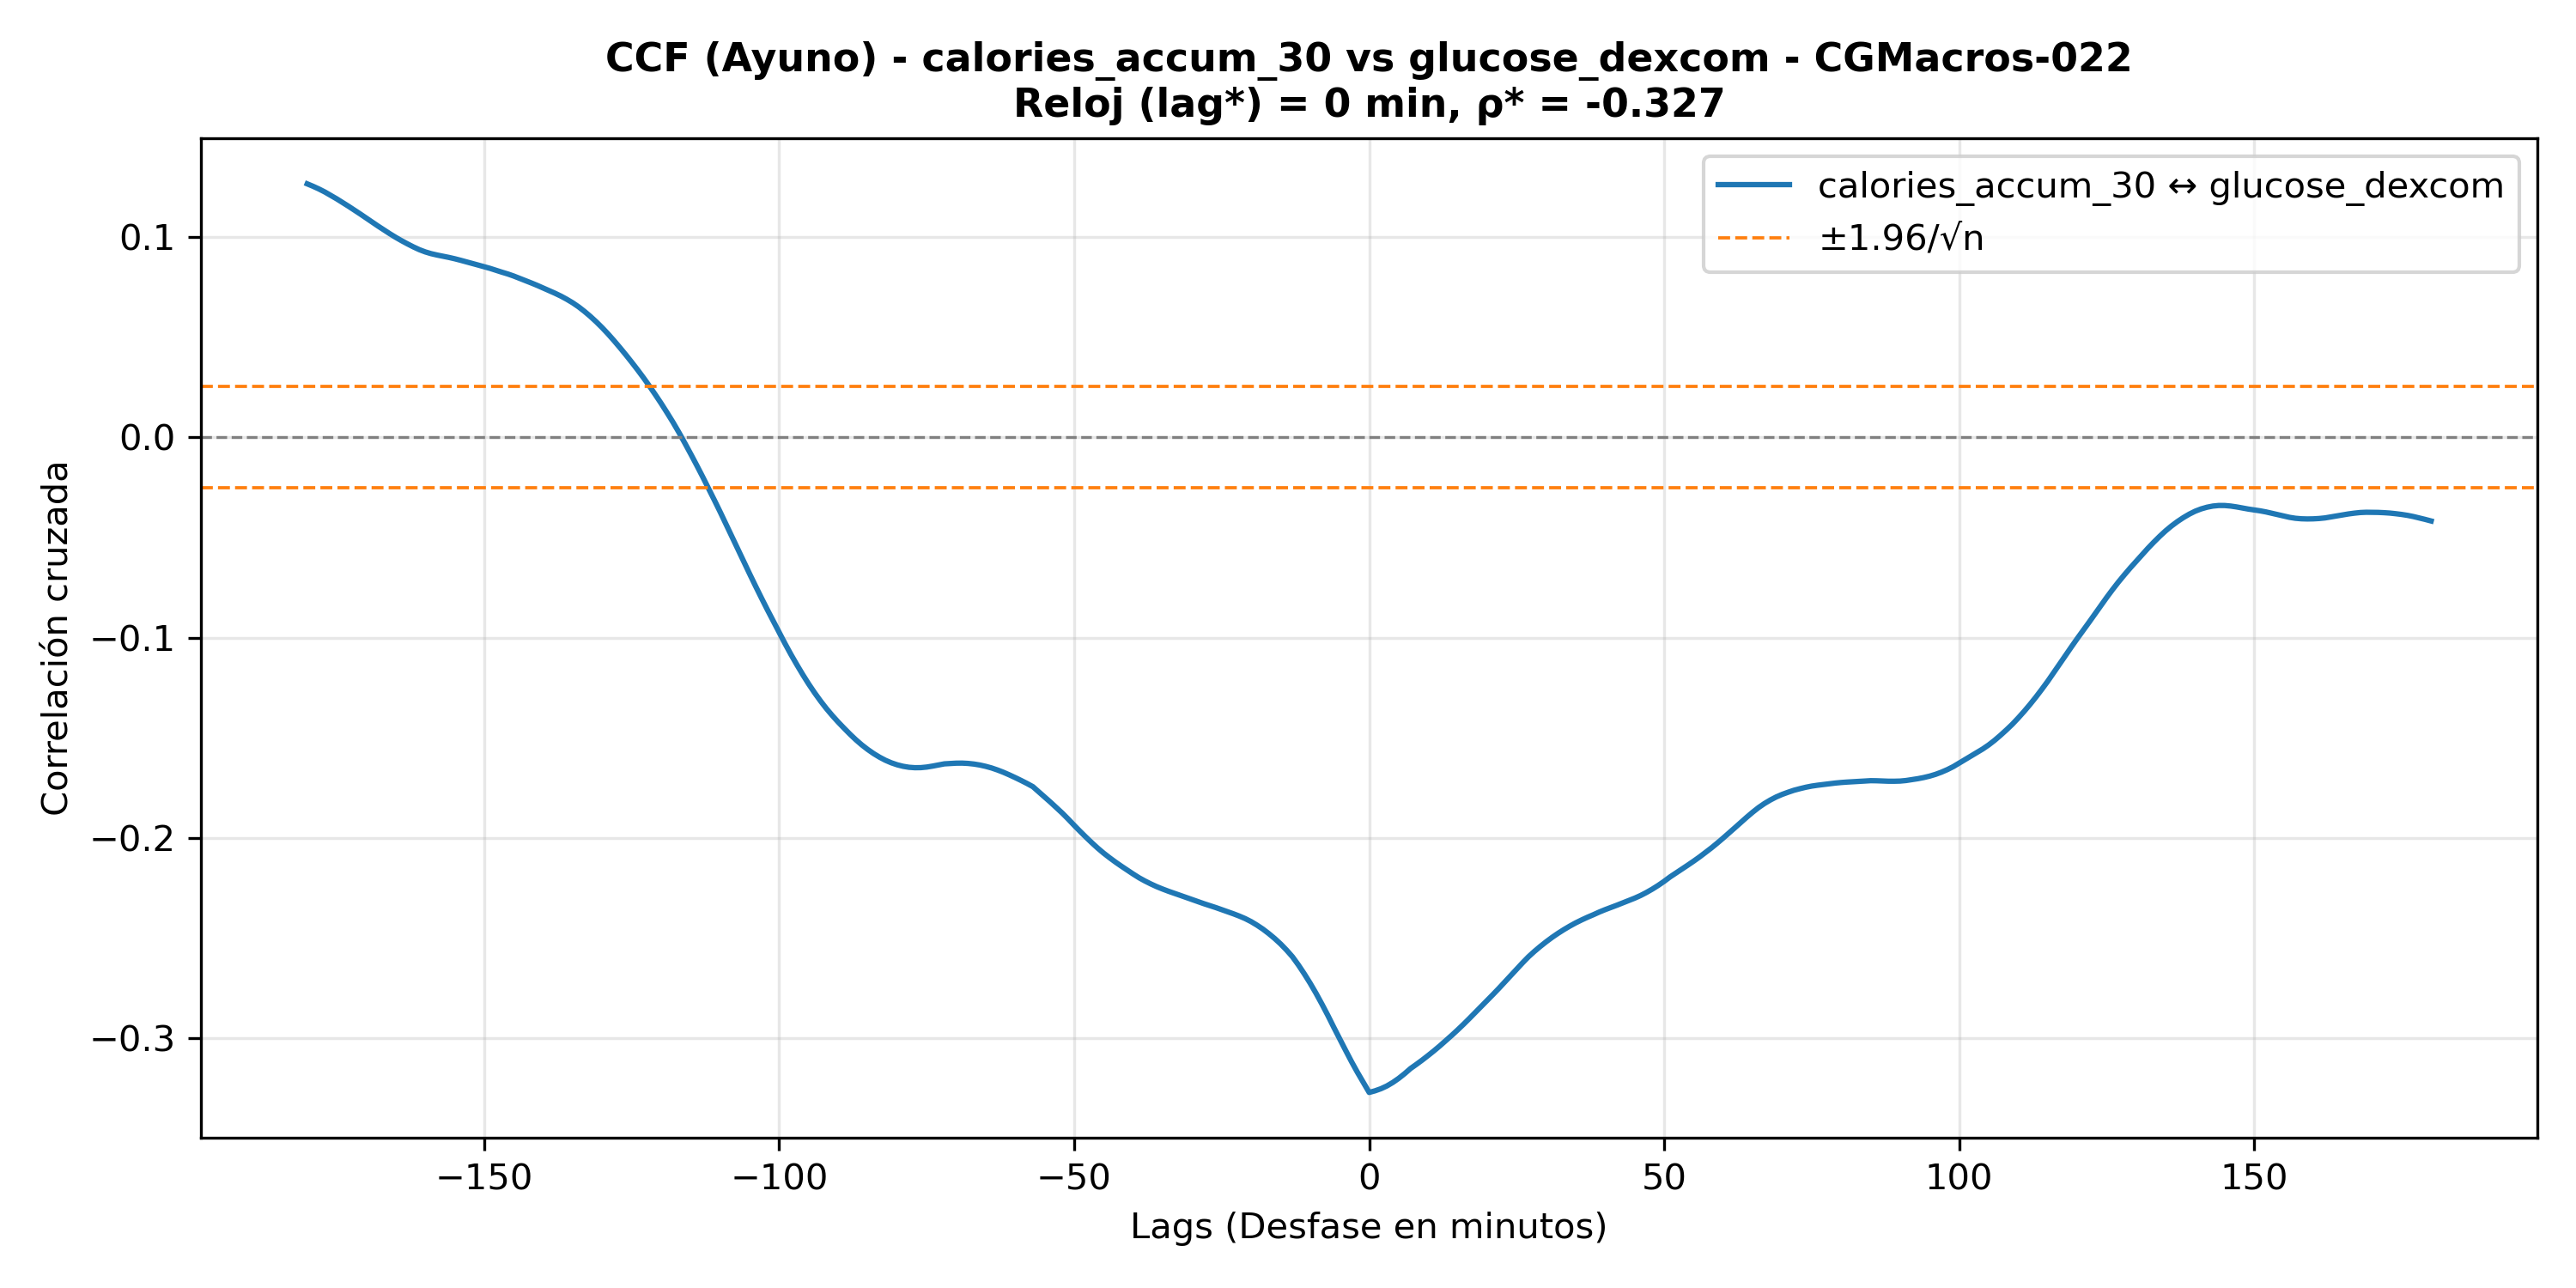 CCF (Ayuno) - calories_accum_30 vs glucose_dexcom - CGMacros-022
Reloj (lag*) = 0 min, ρ* = -0.327
calories_accum_30 ↔ glucose_dexcom
±1.96/√n
Correlación cruzada
0.1
0.0
−0.1
−0.2
−0.3
−150
−100
−50
0
50
100
150
Lags (Desfase en minutos)